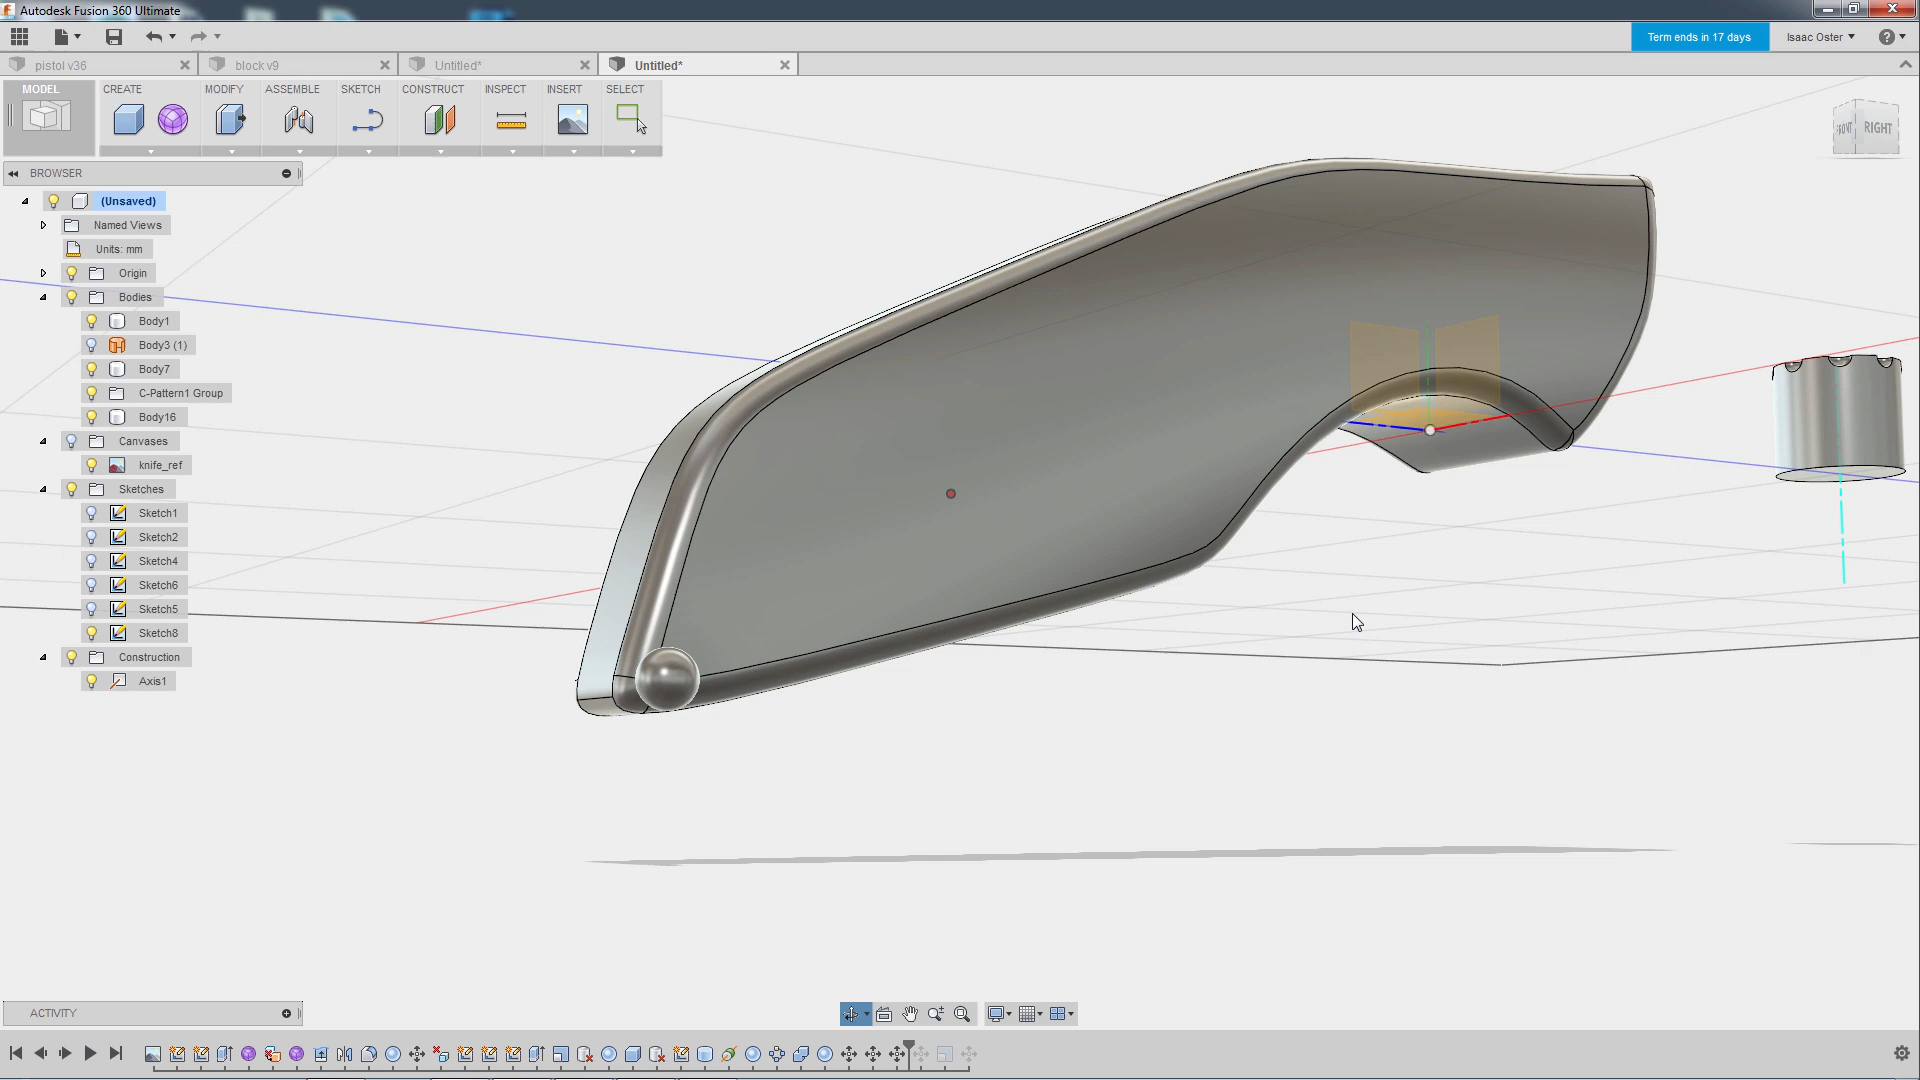 Autodesk Fusion 360 Ultimate
Term ends in 17 days
Isaac Oster
pistol v36
block v9
Untitled*
Untitled*
MODEL
CREATE
MODIFY
ASSEMBLE
SKETCH
CONSTRUCT
INSPECT
INSERT
SELECT
FRONT
RIGHT
BROWSER
(Unsaved)
Named Views
Units: mm
Origin
Bodies
Body1
Body3 (1)
Body7
C-Pattern1 Group
Body16
Canvases
knife_ref
Sketches
Sketch1
Sketch2
Sketch4
Sketch6
Sketch5
Sketch8
Construction
Axis1
ACTIVITY